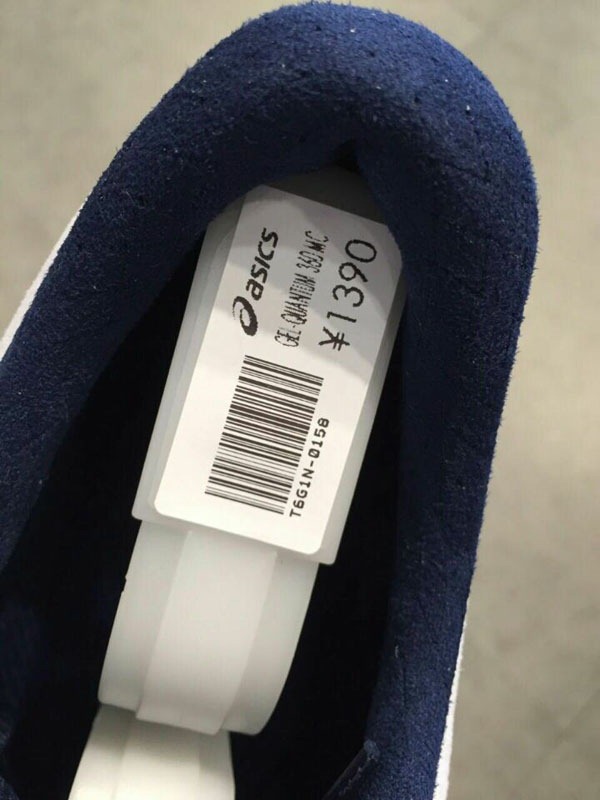 asics
GEL-QUANTUM 360 MC
¥1390
T6G1N-0158